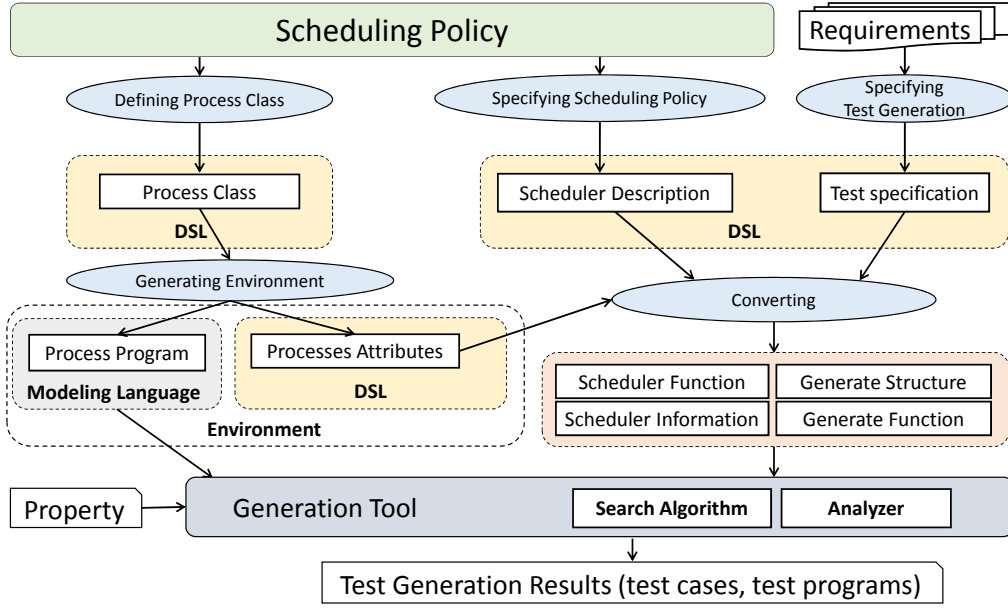 Scheduling Policy
Requirements
Defining Process Class
Specifying Scheduling Policy
Specifying
Test Generation
Process Class
DSL
Scheduler Description
Test specification
DSL
Generating Environment
Converting
Process Program
Modeling Language
Processes Attributes
DSL
Environment
Scheduler Function
Generate Structure
Scheduler Information
Generate Function
Property
Generation Tool
Search Algorithm
Analyzer
Test Generation Results (test cases, test programs)